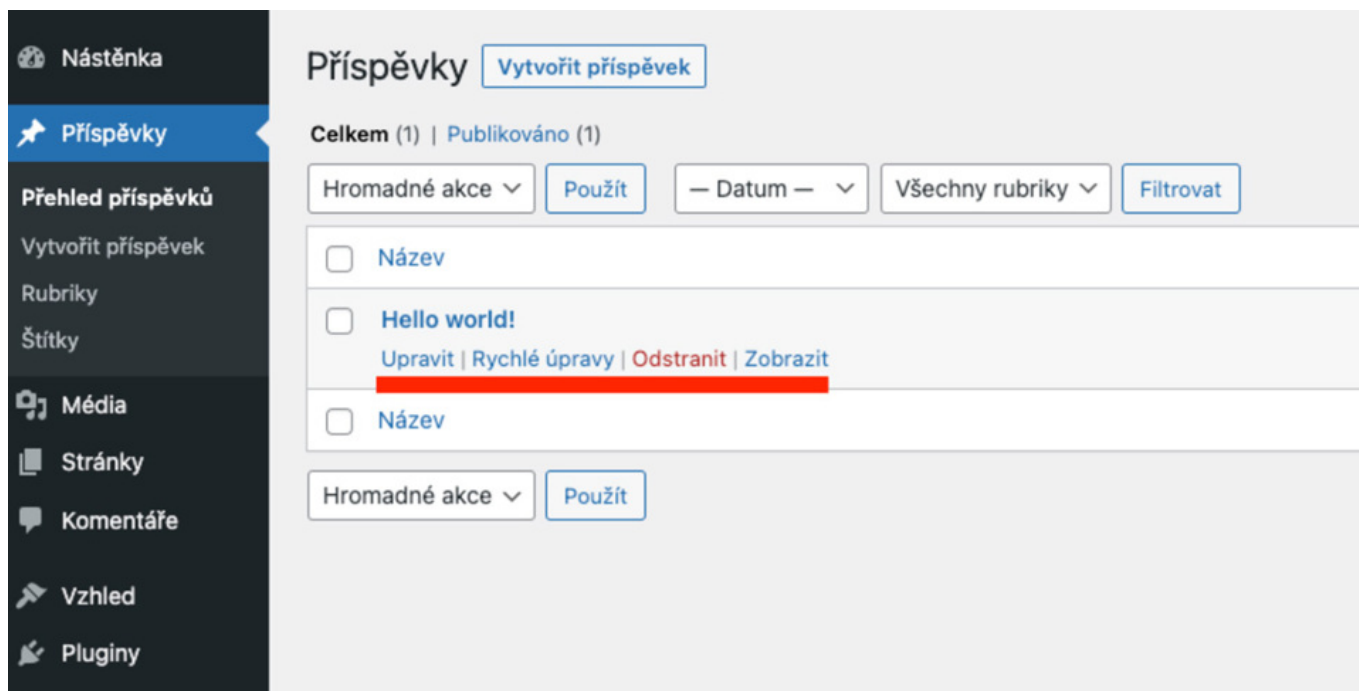 Nástěnka
Příspěvky
Přehled příspěvků
Vytvořit příspěvek
Rubriky
Štítky
Média
Stránky
Komentáře
Vzhled
Pluginy
Příspěvky Vytvořit příspěvek
Celkem (1) | Publikováno (1)
Hromadné akce Použít — Datum — Všechny rubriky Filtrovat
Název
Hello world!
Upravit | Rychlé úpravy | Odstranit | Zobrazit
Název
Hromadné akce Použít